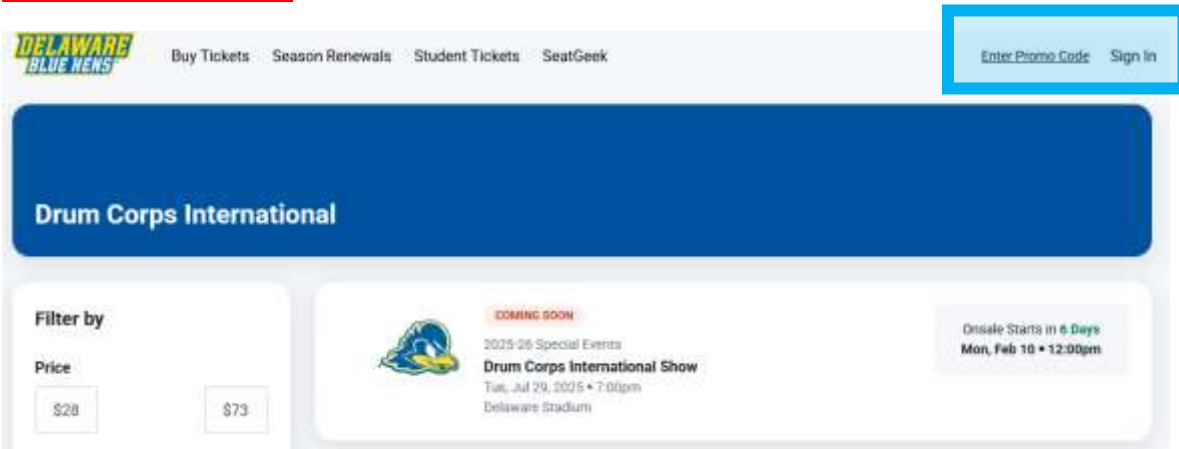 DELAWARE
BLUE HENS
Buy Tickets Season Renewals Student Tickets SeatGeek Enter Promo Code Sign In
Drum Corps International
Filter by
Price
$28 $73
COMING SOON
2025-26 Special Events
Drum Corps International Show
Tue, Jul 29, 2025 • 7:00pm
Delaware Stadium
Onsale Starts in 6 Days
Mon, Feb 10 • 12:00pm